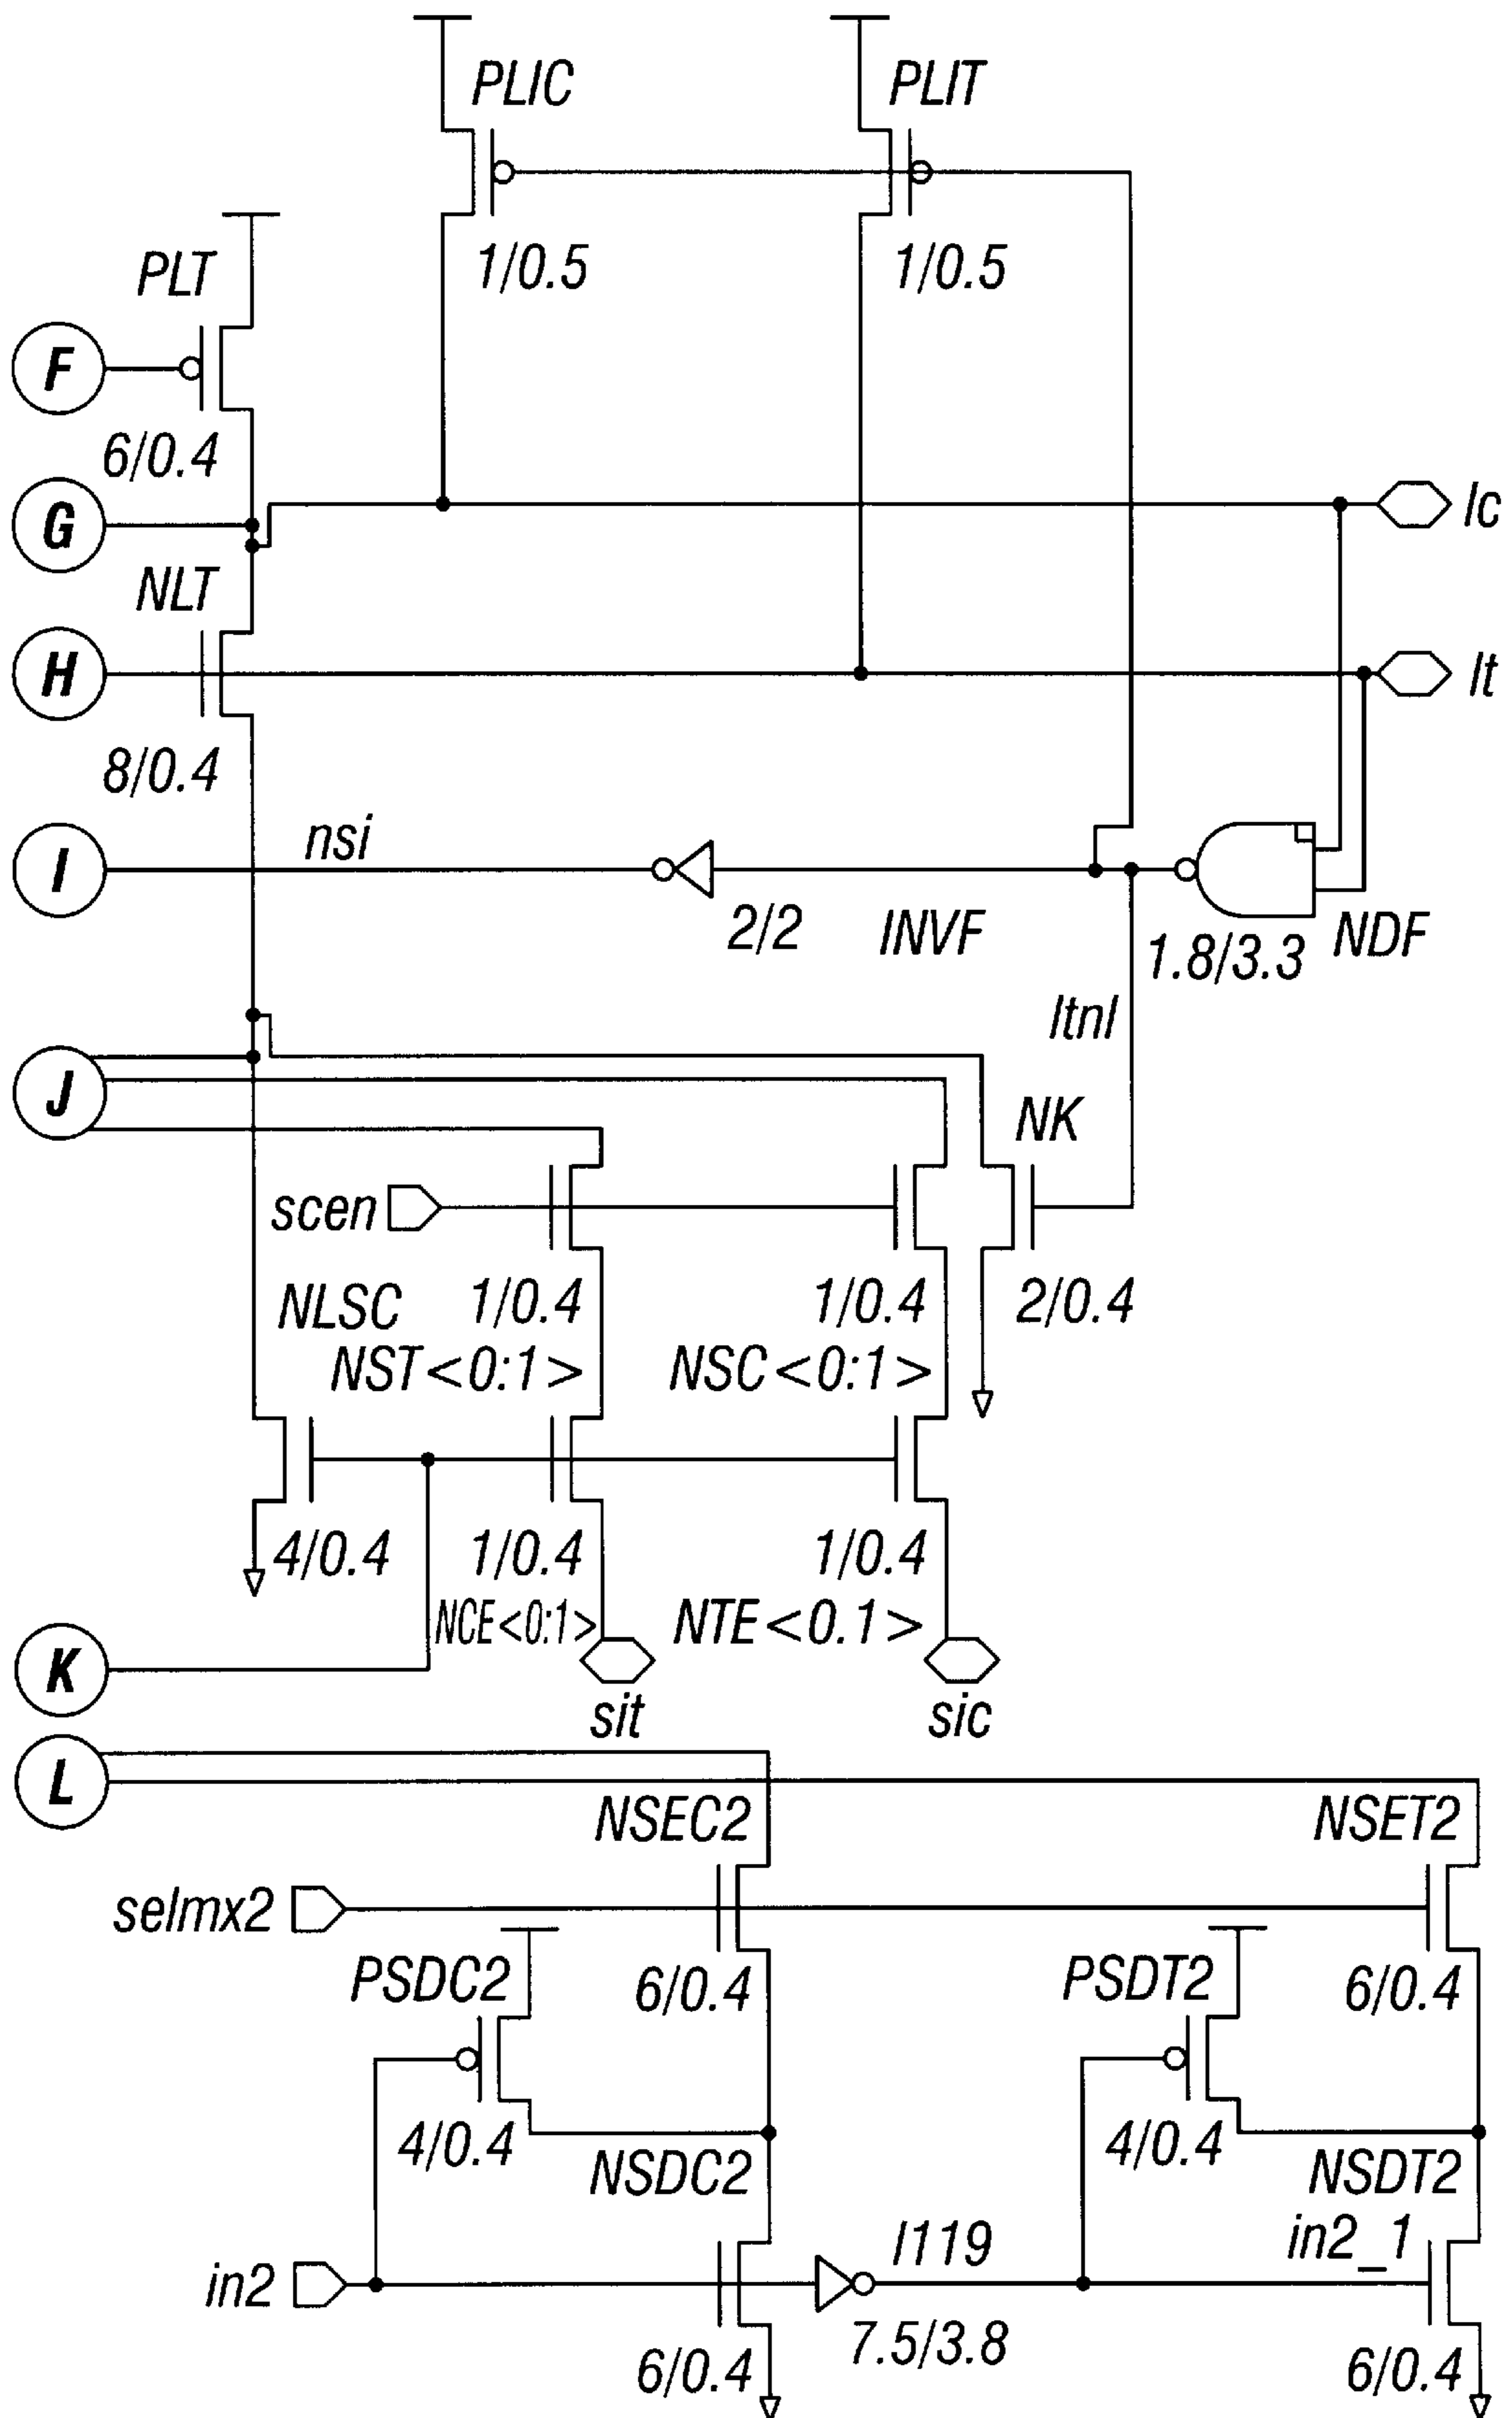 PLIC
PLIT
1/0.5
1/0.5
PLT
F
6/0.4
G
lc
NLT
H
lt
8/0.4
I
nsi
2/2
INVF
1.8/3.3
NDF
ltnl
J
NK
scen
NLSC
1/0.4
1/0.4
2/0.4
NST<0:1>
NSC<0:1>
4/0.4
1/0.4
1/0.4
NCE<0:1>
NTE<0.1>
K
sit
sic
L
NSEC2
NSET2
selmx2
PSDC2
6/0.4
PSDT2
6/0.4
4/0.4
NSDC2
4/0.4
NSDT2
in2
I119
in2_1
6/0.4
7.5/3.8
6/0.4